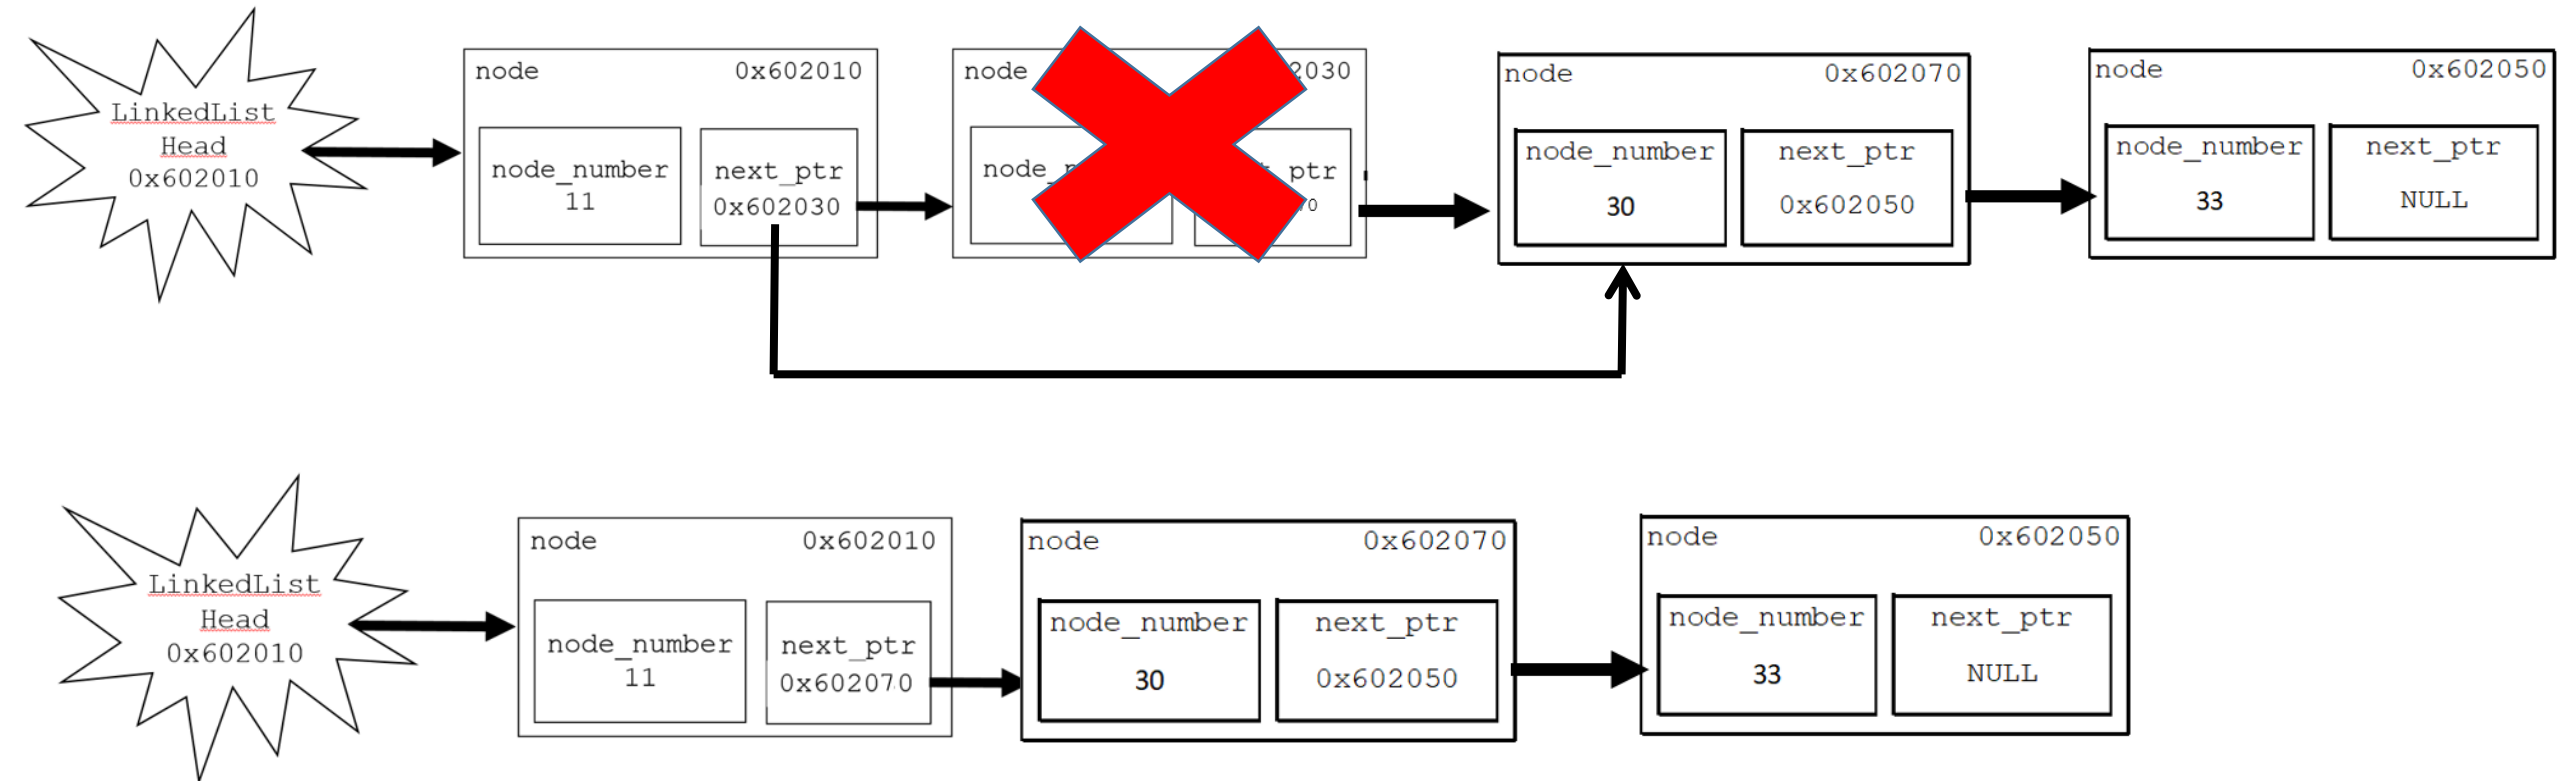 LinkedList
Head
0x602010
node 0x602010
node_number
11
next_ptr
0x602030
node 2030
ptr
node 0x602070
node_number
30
next_ptr
0x602050
node 0x602050
node_number
33
next_ptr
NULL
LinkedList
Head
0x602010
node 0x602010
node_number
11
next_ptr
0x602070
node 0x602070
node_number
30
next_ptr
0x602050
node 0x602050
node_number
33
next_ptr
NULL